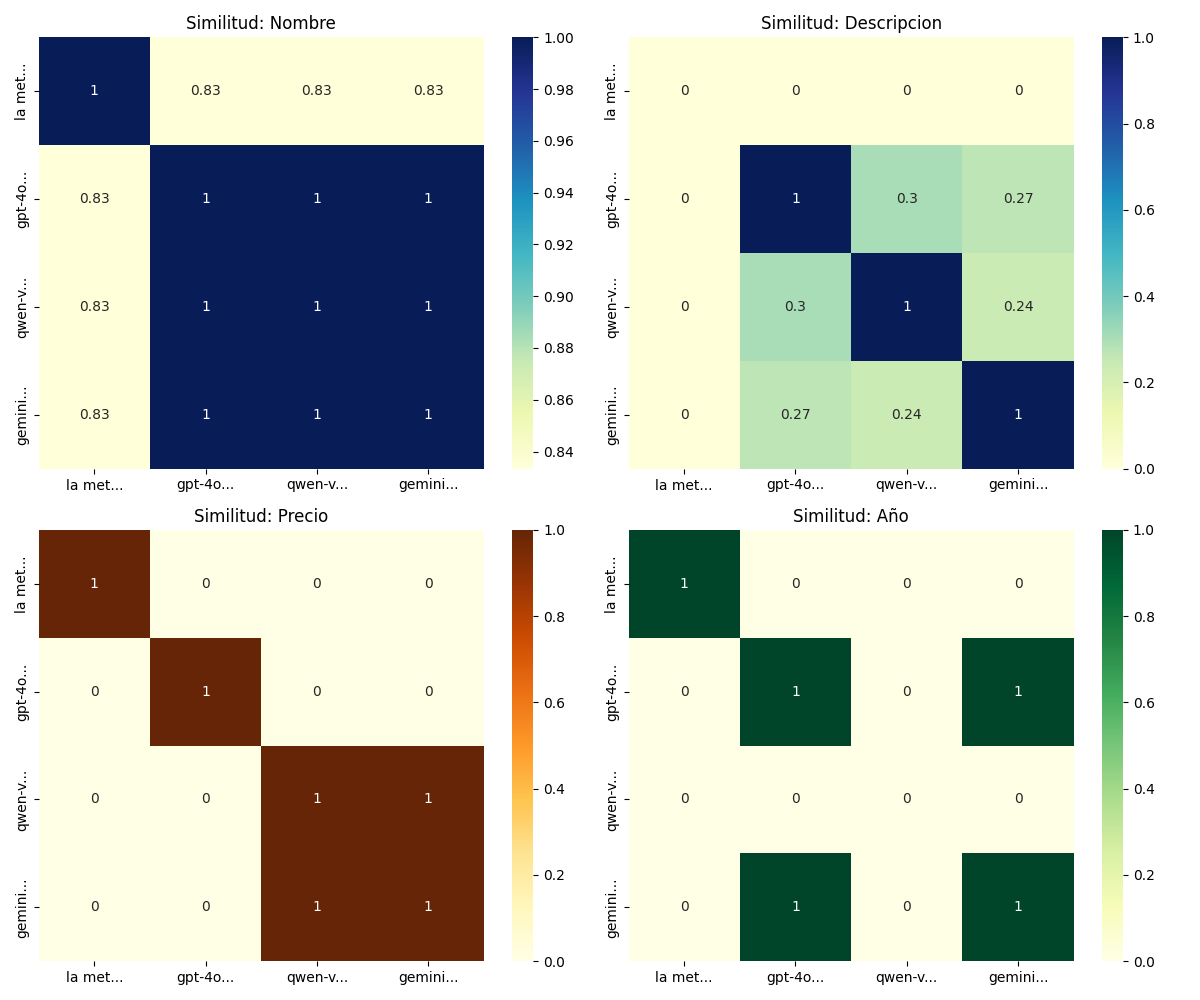 Similitud: Nombre
la met...
1
0.83
0.83
0.83
gpt-4o...
0.83
1
1
1
qwen-v...
0.83
1
1
1
gemini...
0.83
1
1
1
la met...
gpt-4o...
qwen-v...
gemini...
1.00
0.98
0.96
0.94
0.92
0.90
0.88
0.86
0.84
Similitud: Descripcion
la met...
0
0
0
0
gpt-4o...
0
1
0.3
0.27
qwen-v...
0
0.3
1
0.24
gemini...
0
0.27
0.24
1
la met...
gpt-4o...
qwen-v...
gemini...
1.0
0.8
0.6
0.4
0.2
0.0
Similitud: Precio
la met...
1
0
0
0
gpt-4o...
0
1
0
0
qwen-v...
0
0
1
1
gemini...
0
0
1
1
la met...
gpt-4o...
qwen-v...
gemini...
1.0
0.8
0.6
0.4
0.2
0.0
Similitud: Año
la met...
1
0
0
0
gpt-4o...
0
1
0
1
qwen-v...
0
0
0
0
gemini...
0
1
0
1
la met...
gpt-4o...
qwen-v...
gemini...
1.0
0.8
0.6
0.4
0.2
0.0